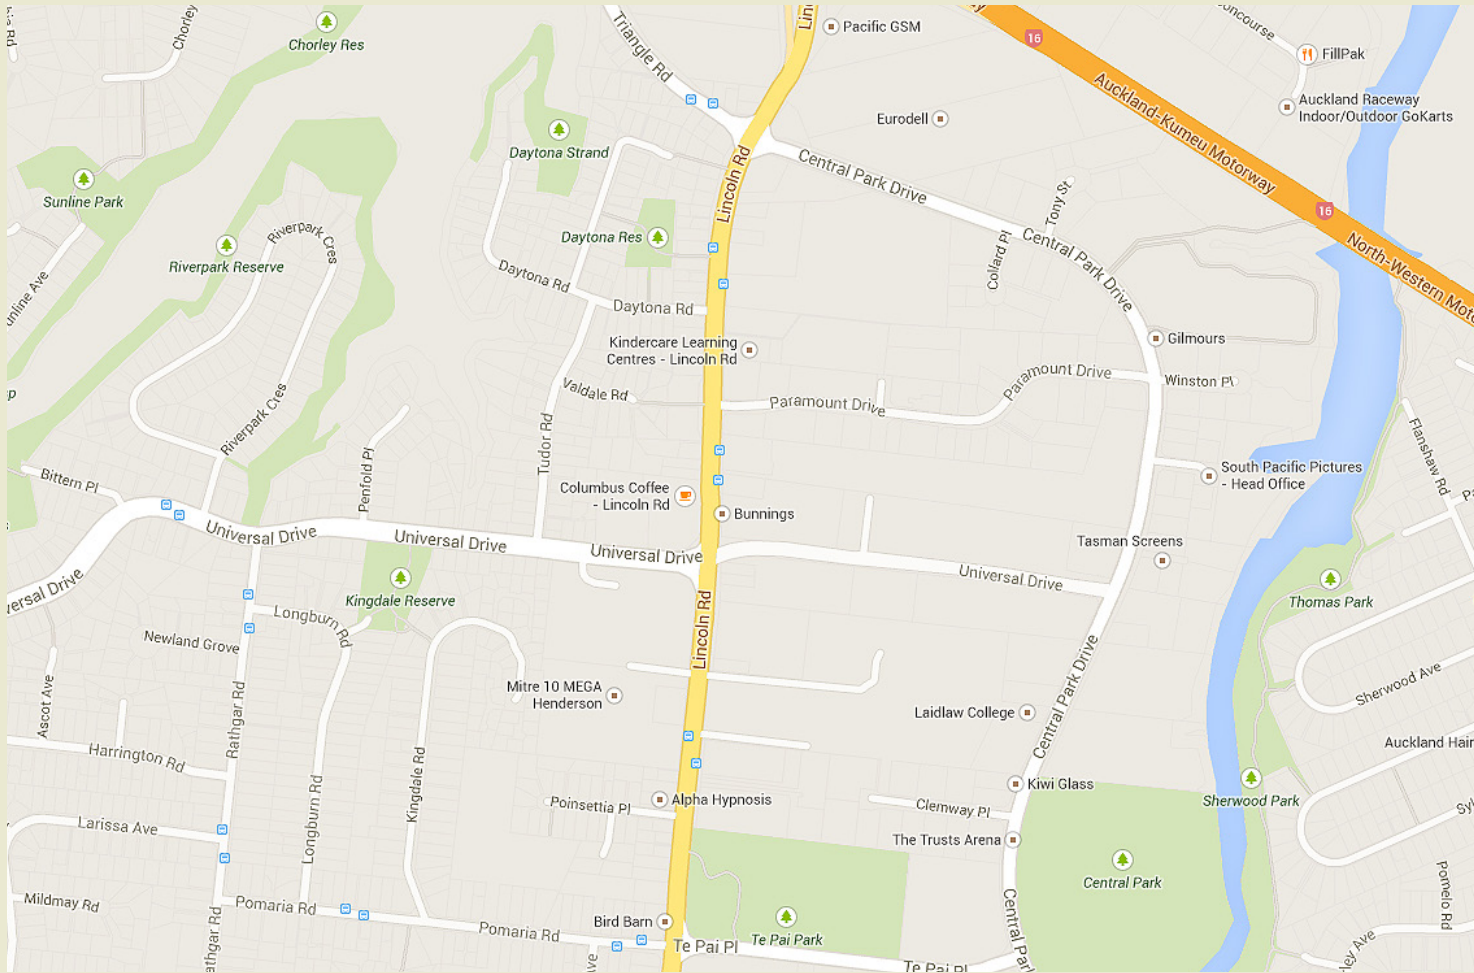 Chorley
Chorley Res
Triangle Rd
Pacific GSM
16
FillPak
Auckland Raceway
Indoor/Outdoor GoKarts
Auckland-Kumeu Motorway
Eurodell
Daytona Strand
Lincoln Rd
Central Park Drive
Sunline Park
Tony St
16
Riverpark Cres
Daytona Res
Collard Pl
Central Park Drive
North-Western
Riverpark Reserve
Daytona Rd
Daytona Rd
Kindercare Learning
Centres - Lincoln Rd
Gilmours
Valdale Rd
Paramount Drive
Paramount Drive
Winston Pl
Riverpark Cres
Tudor Rd
Flanshaw Rd
Bittern Pl
Penfold Pl
Columbus Coffee
- Lincoln Rd
South Pacific Pictures
- Head Office
Bunnings
Universal Drive
Universal Drive
Universal Drive
Tasman Screens
Universal Drive
Drive
Kingdale Reserve
Thomas Park
Longburn Rd
Newland Grove
Lincoln Rd
Central Park Drive
Sherwood Ave
Ascot Ave
Rathgar Rd
Mitre 10 MEGA
Henderson
Laidlaw College
Harrington Rd
Kingdale Rd
Auckland Hair
Kiwi Glass
Sherwood Park
Poinsettia Pl
Alpha Hypnosis
Clemway Pl
Larissa Ave
Longburn Rd
The Trusts Arena
Central Park
Mildmay Rd
Pomaria Rd
Pomelo Rd
Bird Barn
Pomaria Rd
Te Pai Pl
Te Pai Park
Te Pai Pl
Central